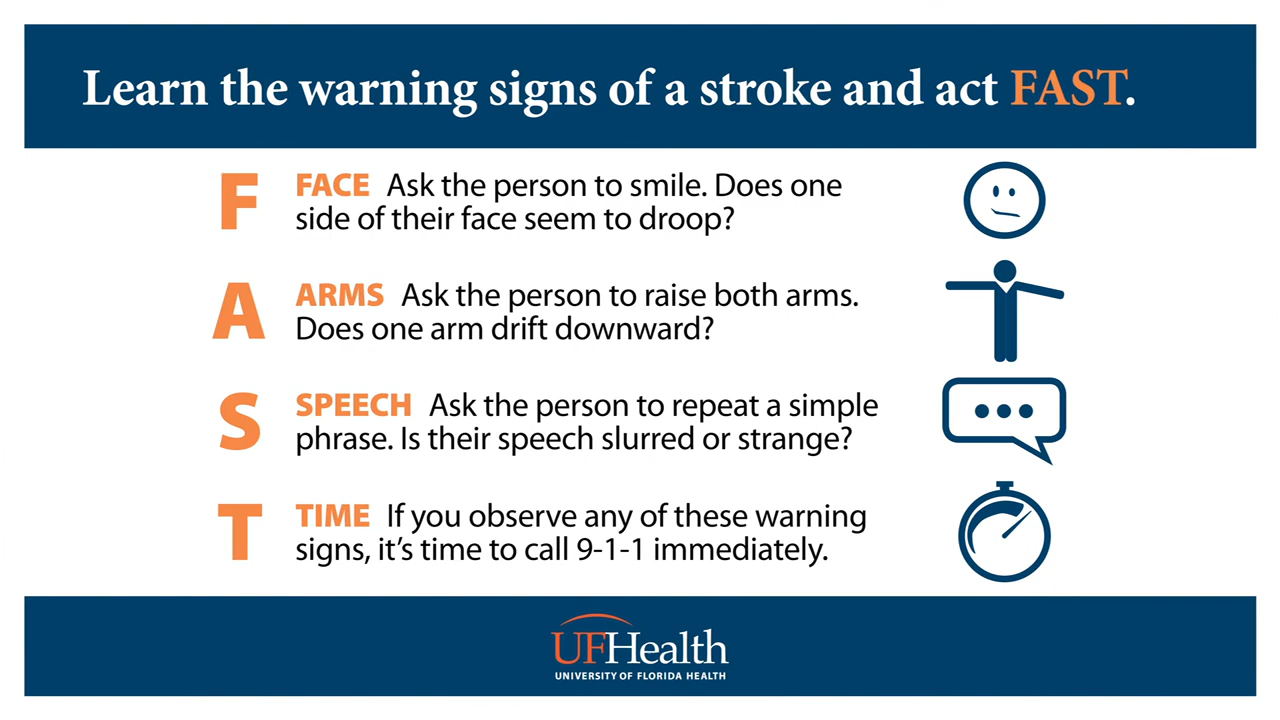 Learn the warning signs of a stroke and act FAST.
F
FACE Ask the person to smile. Does one
side of their face seem to droop?
A
ARMS Ask the person to raise both arms.
Does one arm drift downward?
S
SPEECH Ask the person to repeat a simple
phrase. Is their speech slurred or strange?
T
TIME If you observe any of these warning
signs, it’s time to call 9-1-1 immediately.
UFHealth
UNIVERSITY OF FLORIDA HEALTH